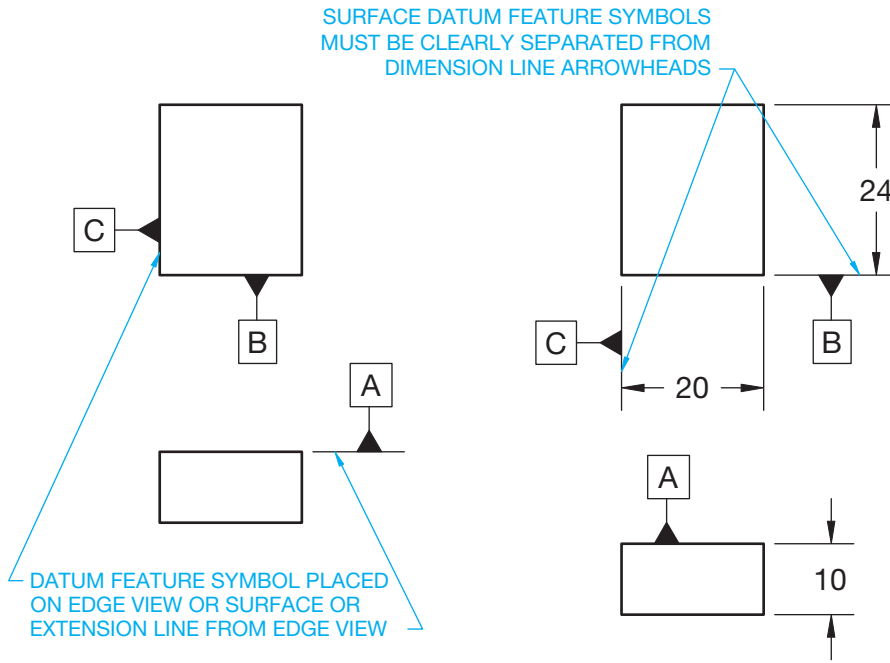 SURFACE DATUM FEATURE SYMBOLS
MUST BE CLEARLY SEPARATED FROM
DIMENSION LINE ARROWHEADS
C
B
A
24
C
B
20
A
10
DATUM FEATURE SYMBOL PLACED
ON EDGE VIEW OR SURFACE OR
EXTENSION LINE FROM EDGE VIEW